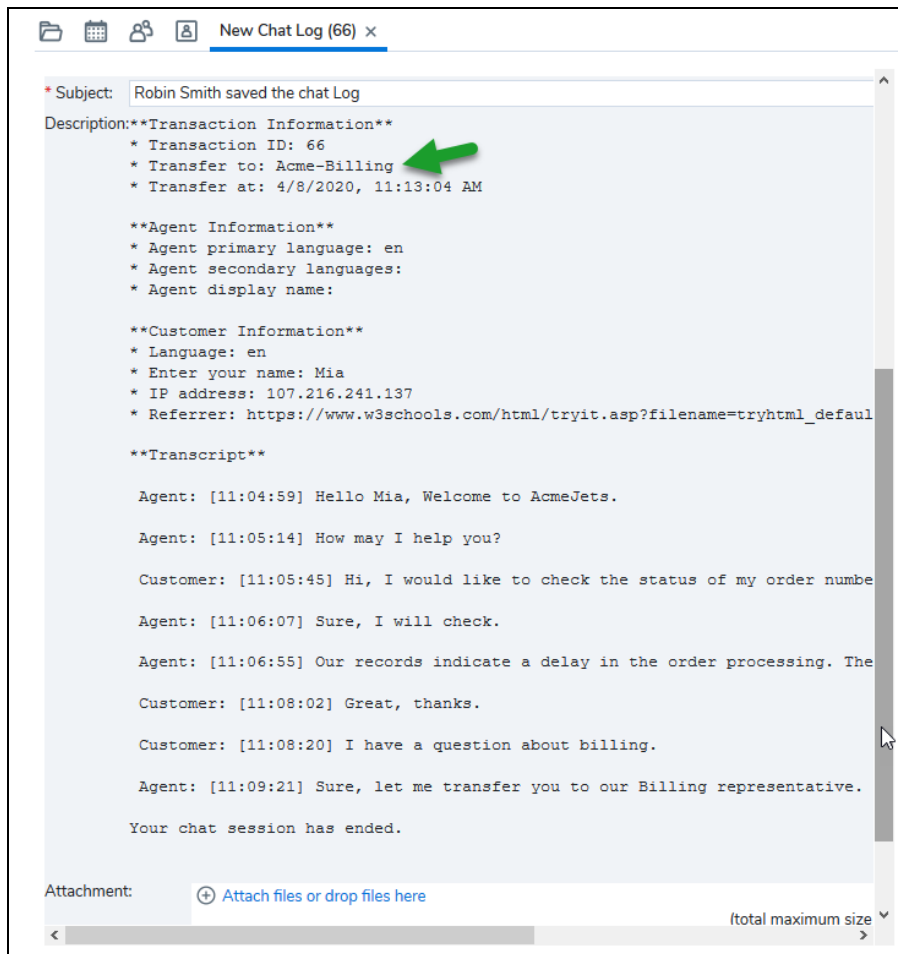 New Chat Log (66) ×
* Subject: Robin Smith saved the chat Log
Description:**Transaction Information**
* Transaction ID: 66
* Transfer to: Acme-Billing
* Transfer at: 4/8/2020, 11:13:04 AM
**Agent Information**
* Agent primary language: en
* Agent secondary languages:
* Agent display name:
**Customer Information**
* Language: en
* Enter your name: Mia
* IP address: 107.216.241.137
* Referrer: https://www.w3schools.com/html/tryit.asp?filename=tryhtml_defaul
**Transcript**
Agent: [11:04:59] Hello Mia, Welcome to AcmeJets.
Agent: [11:05:14] How may I help you?
Customer: [11:05:45] Hi, I would like to check the status of my order numbe
Agent: [11:06:07] Sure, I will check.
Agent: [11:06:55] Our records indicate a delay in the order processing. The
Customer: [11:08:02] Great, thanks.
Customer: [11:08:20] I have a question about billing.
Agent: [11:09:21] Sure, let me transfer you to our Billing representative.
Your chat session has ended.
Attachment: Attach files or drop files here
(total maximum size